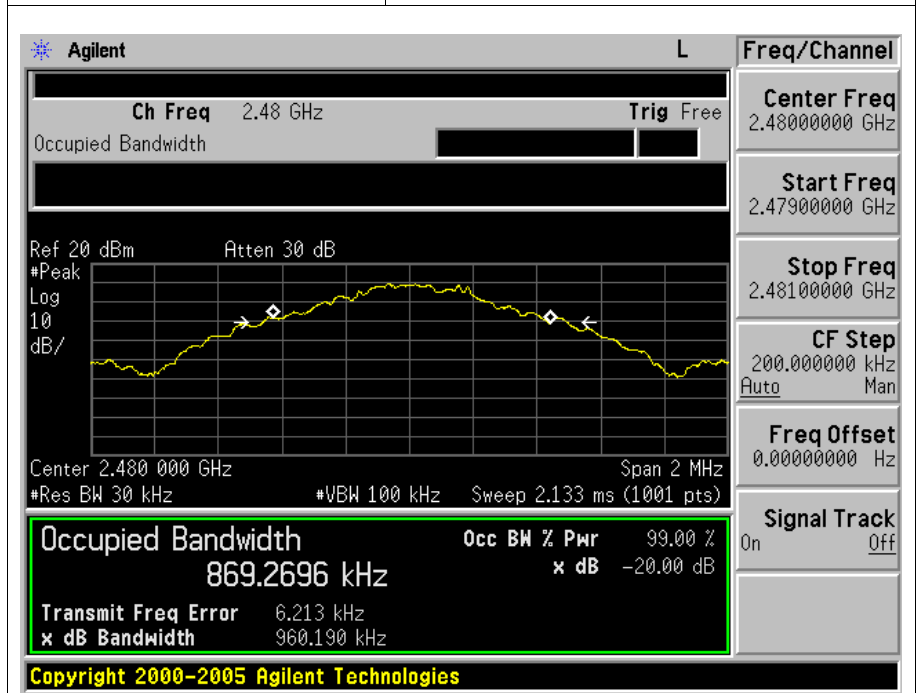 Agilent L Freq/Channel
Ch Freq 2.48 GHz Trig Free
Occupied Bandwidth
Center Freq
2.48000000 GHz
Start Freq
2.47900000 GHz
Stop Freq
2.48100000 GHz
CF Step
200.000000 kHz
Auto Man
Freq Offset
0.00000000 Hz
Signal Track
On Off
Ref 20 dBm Atten 30 dB
#Peak
Log
10
dB/
Center 2.480 000 GHz Span 2 MHz
#Res BW 30 kHz #VBW 100 kHz Sweep 2.133 ms (1001 pts)
Occupied Bandwidth Occ BW % Pwr 99.00 %
869.2696 kHz x dB -20.00 dB
Transmit Freq Error 6.213 kHz
x dB Bandwidth 960.190 kHz
Copyright 2000-2005 Agilent Technologies